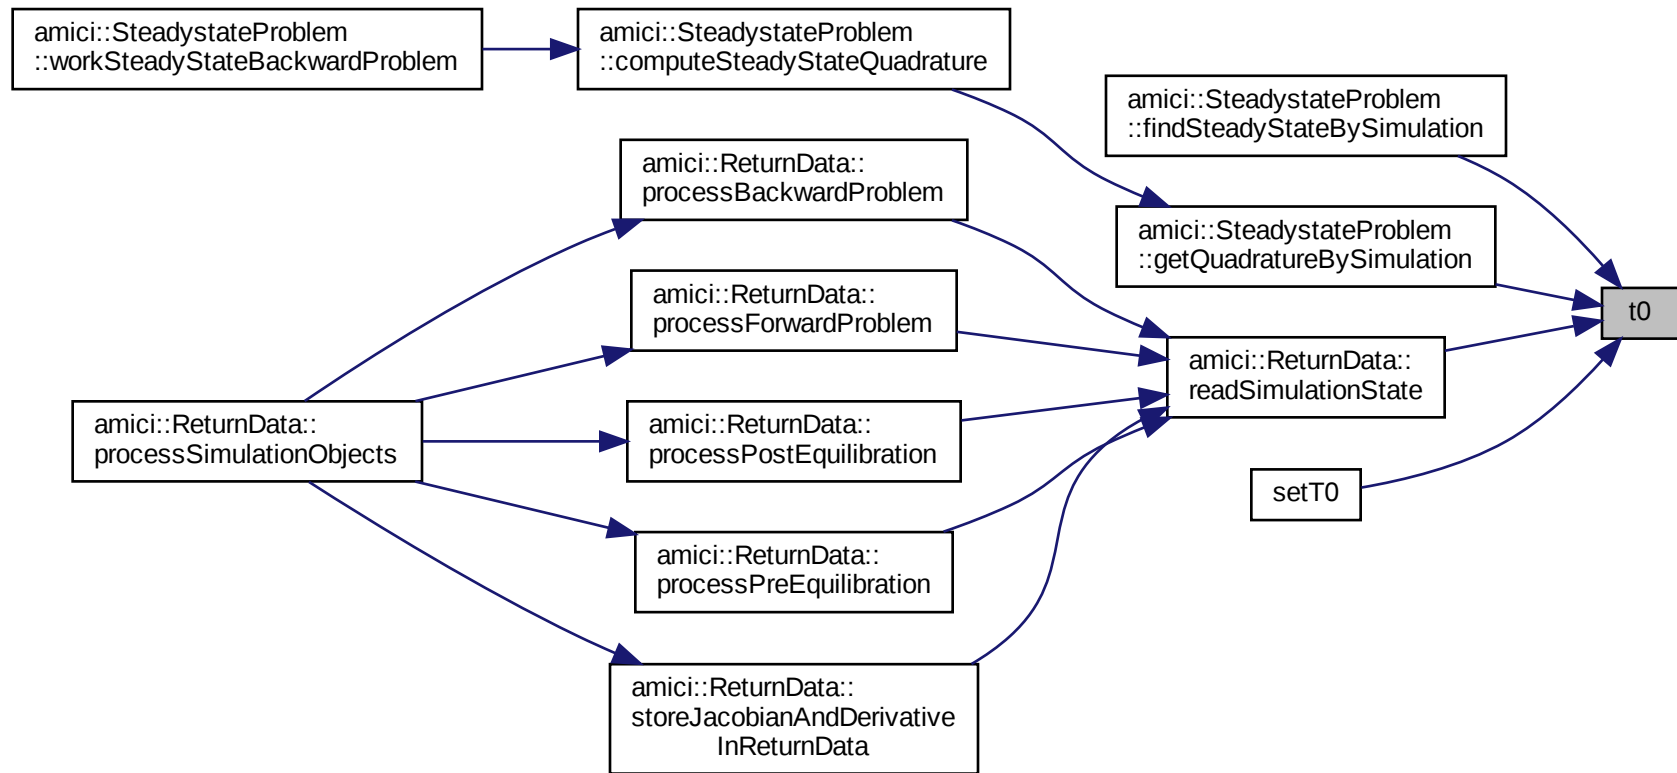 amici::SteadystateProblem
::workSteadyStateBackwardProblem
amici::SteadystateProblem
::computeSteadyStateQuadrature
amici::SteadystateProblem
::findSteadyStateBySimulation
amici::ReturnData::
processBackwardProblem
amici::SteadystateProblem
::getQuadratureBySimulation
amici::ReturnData::
processForwardProblem
t0
amici::ReturnData::
readSimulationState
amici::ReturnData::
processSimulationObjects
amici::ReturnData::
processPostEquilibration
setT0
amici::ReturnData::
processPreEquilibration
amici::ReturnData::
storeJacobianAndDerivative
InReturnData